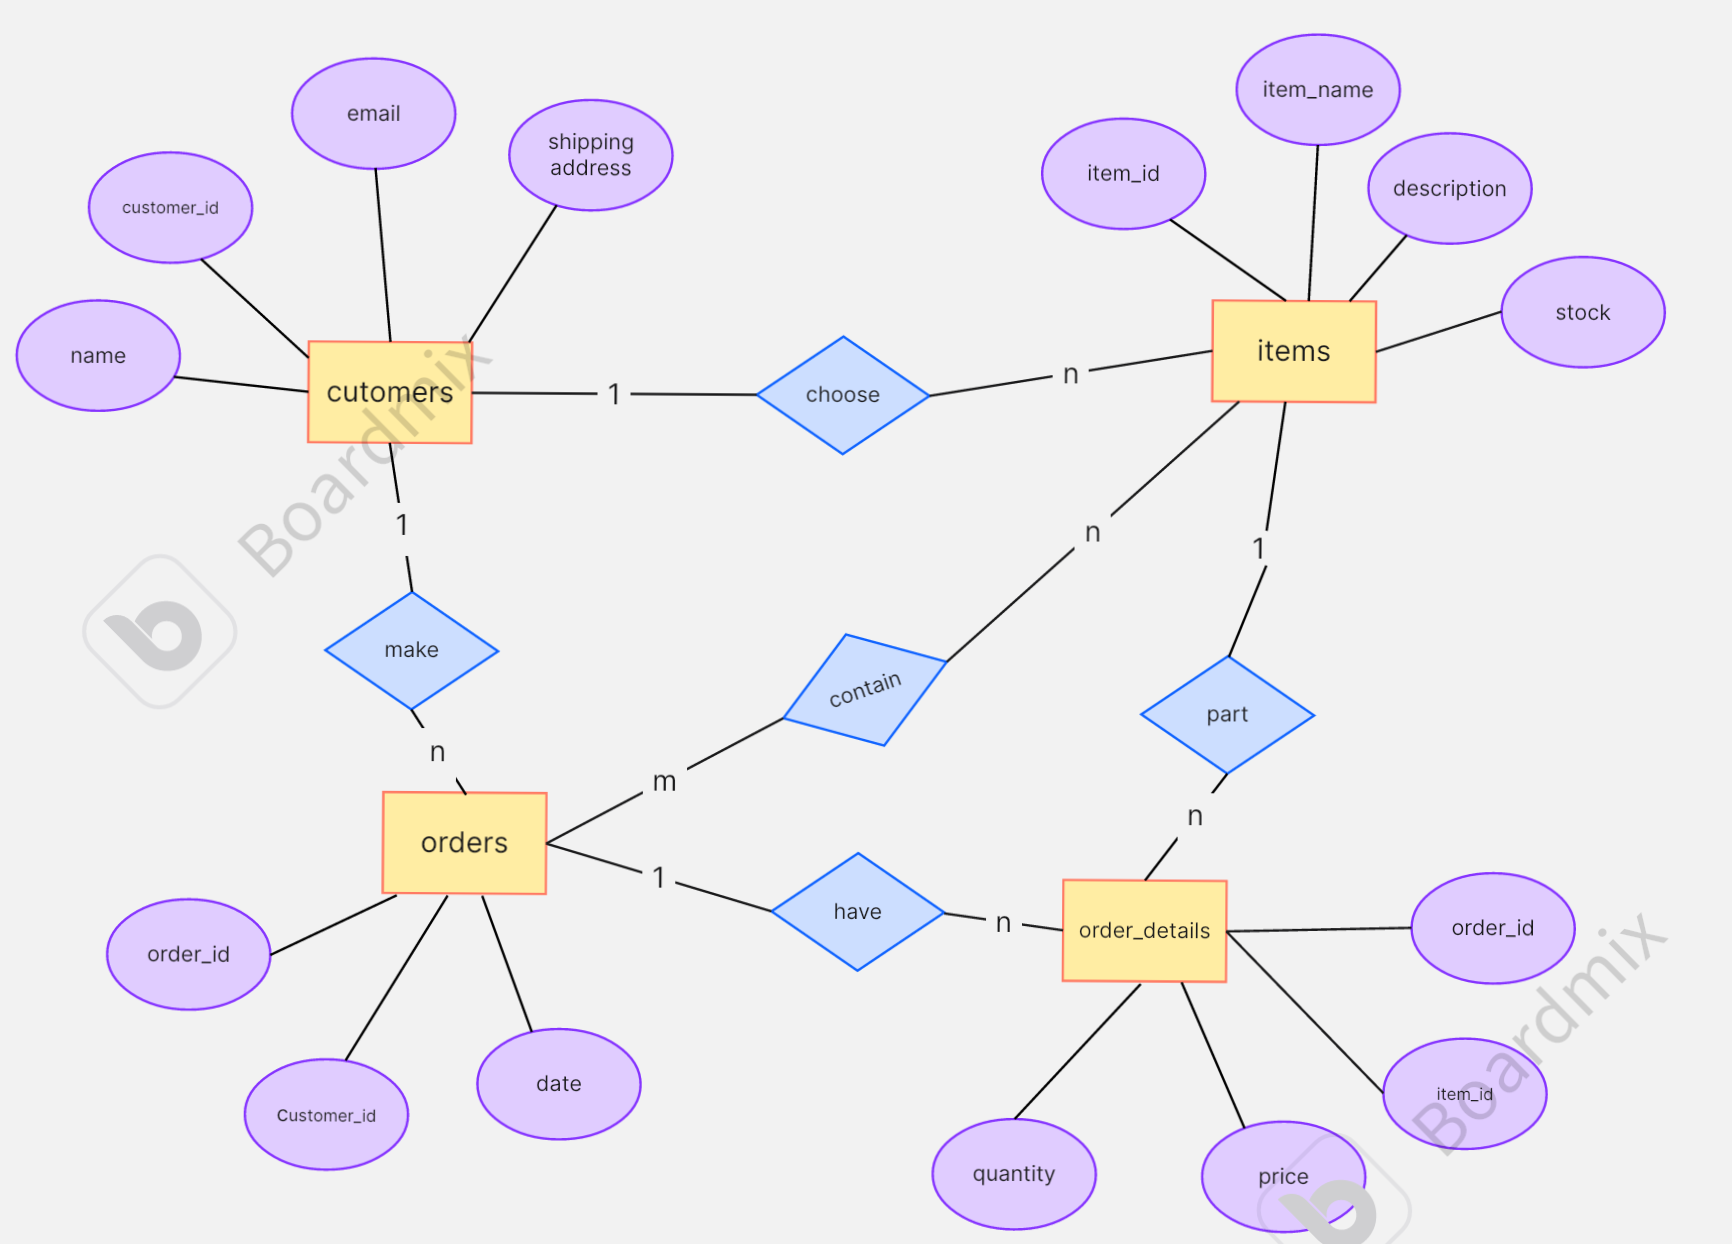 item_name
email
shipping
address
item_id
description
customer_id
stock
name
cutomers
1
choose
n
items
1
n
1
make
contain
part
n
m
n
orders
1
have
n
order_details
order_id
order_id
Customer_id
date
item_id
quantity
price
Boardmix
Boardmix